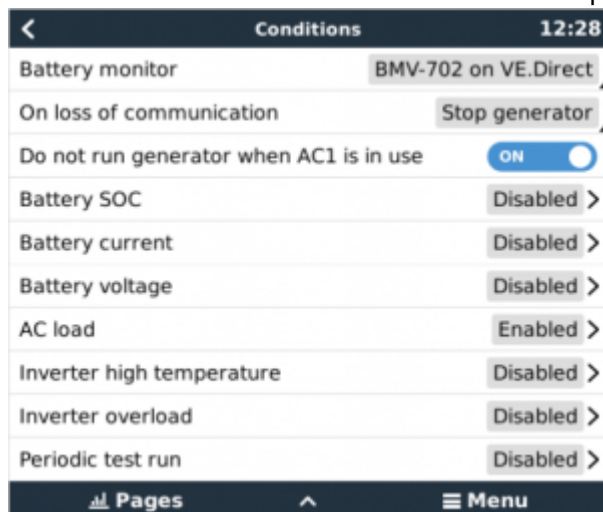 Conditions 12:28
Battery monitor BMV-702 on VE.Direct
On loss of communication Stop generator
Do not run generator when AC1 is in use ON
Battery SOC Disabled
Battery current Disabled
Battery voltage Disabled
AC load Enabled
Inverter high temperature Disabled
Inverter overload Disabled
Periodic test run Disabled
Pages Menu